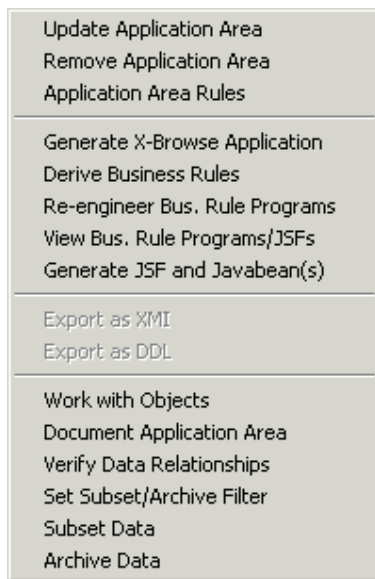 Update Application Area
Remove Application Area
Application Area Rules
Generate X-Browse Application
Derive Business Rules
Re-engineer Bus. Rule Programs
View Bus. Rule Programs/JSFs
Generate JSF and Javabean(s)
Export as XMI
Export as DDL
Work with Objects
Document Application Area
Verify Data Relationships
Set Subset/Archive Filter
Subset Data
Archive Data